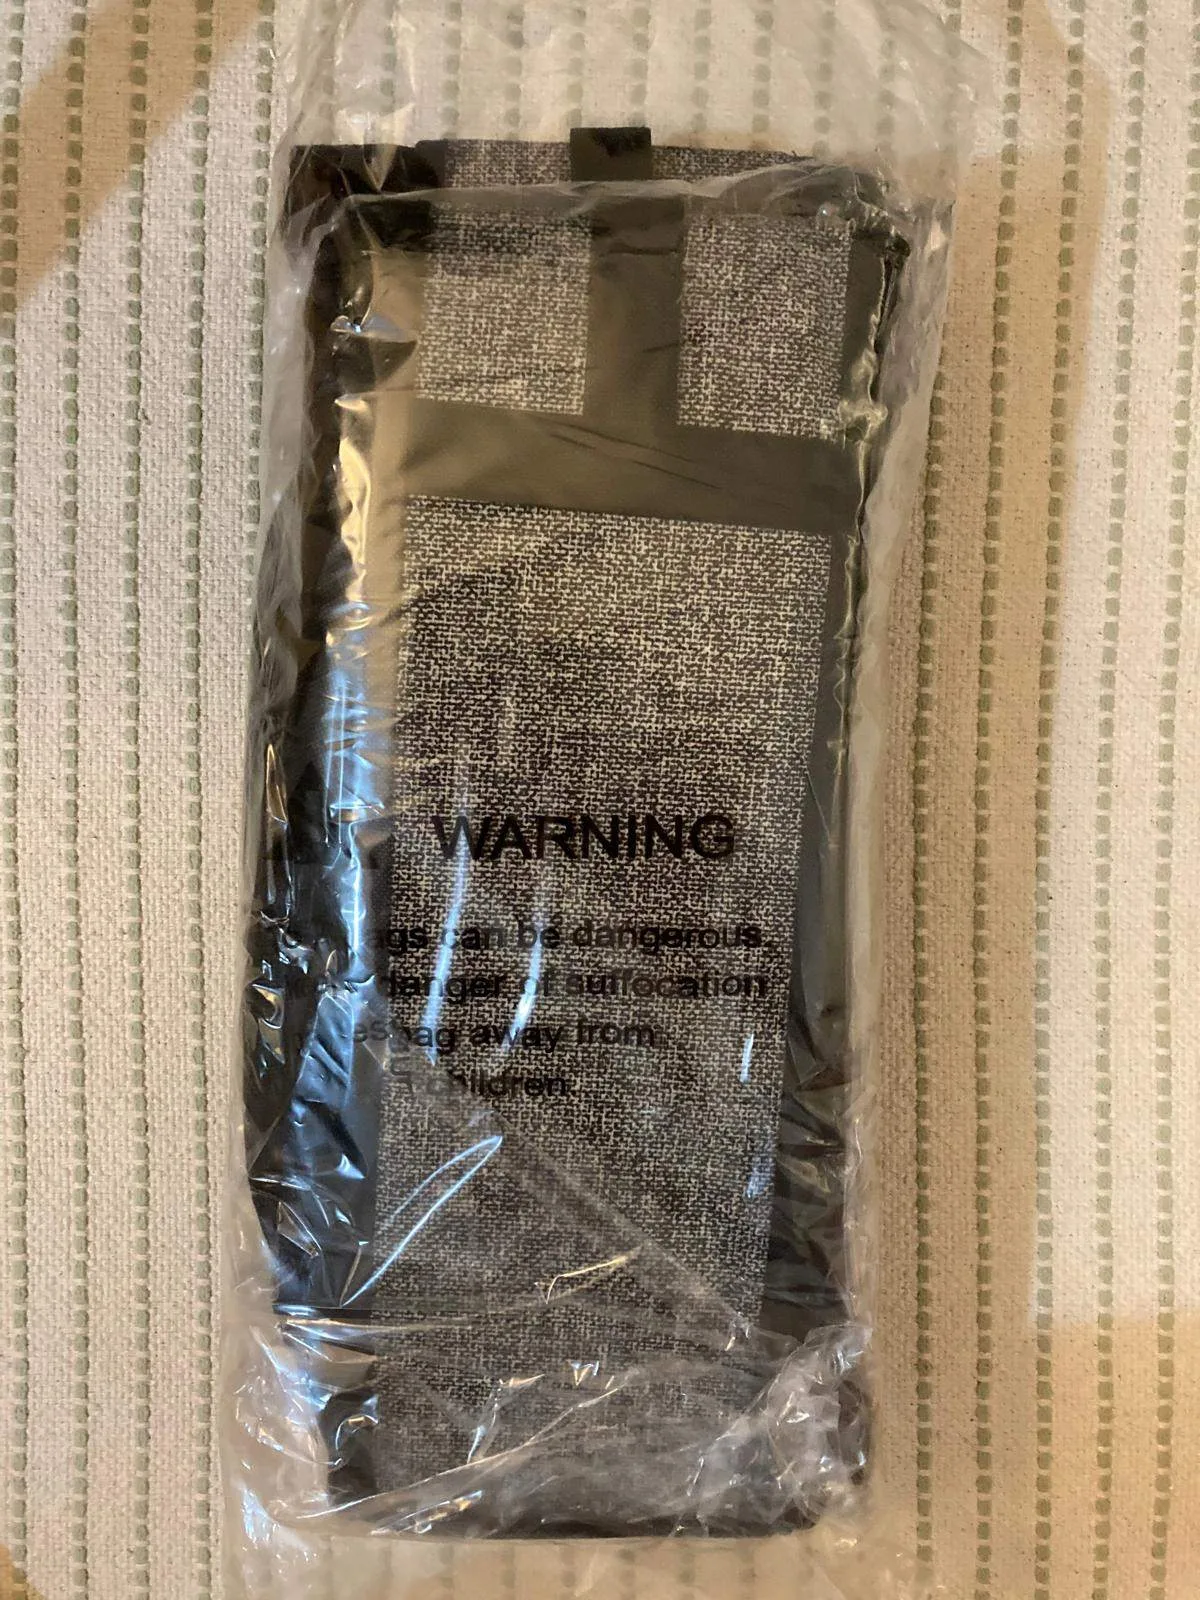 WARNING
can be dangerous.
danger of suffocation
bag away from
children.